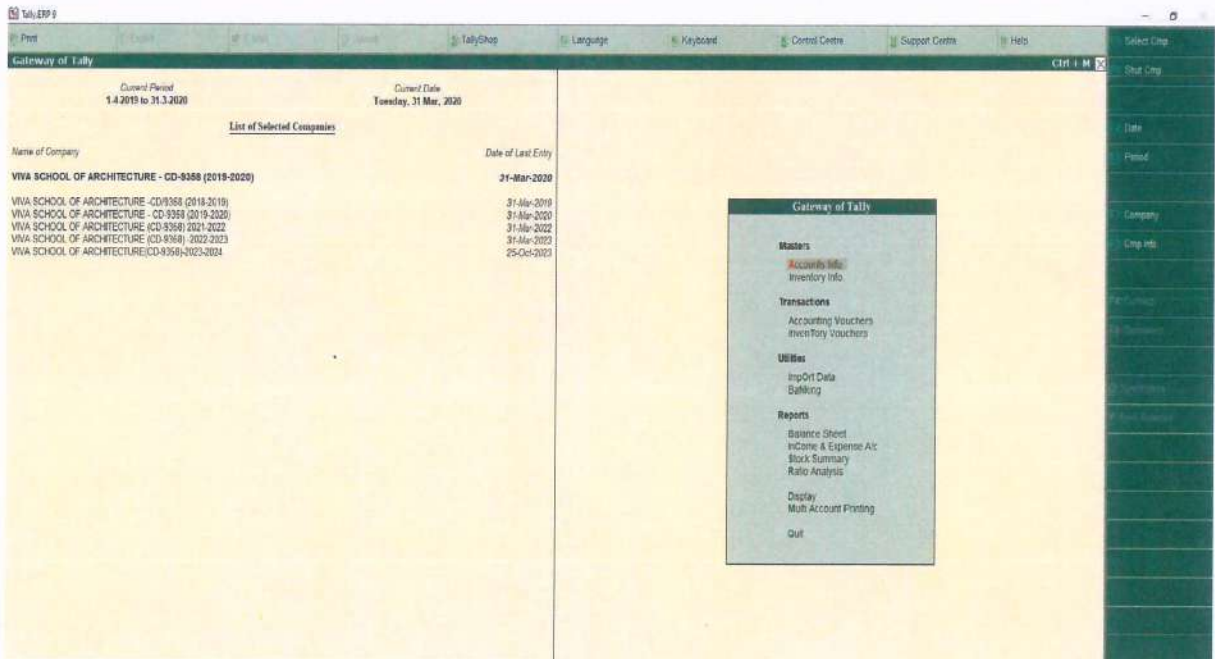 Tally.ERP 9
Print
TallyShop
Language
Keyboard
Control Centre
Support Centre
Help
Select Cmp
Gateway of Tally
Ctrl + M
Shut Cmp
Current Period
1-4-2019 to 31-3-2020
Current Date
Tuesday, 31 Mar, 2020
List of Selected Companies
Name of Company
Date of Last Entry
VIVA SCHOOL OF ARCHITECTURE - CD-9358 (2019-2020)
31-Mar-2020
VIVA SCHOOL OF ARCHITECTURE -CD/9358 (2018-2019)
31-Mar-2019
VIVA SCHOOL OF ARCHITECTURE - CD-9358 (2019-2020)
31-Mar-2020
VIVA SCHOOL OF ARCHITECTURE (CD-9358) 2021-2022
31-Mar-2022
VIVA SCHOOL OF ARCHITECTURE (CD-9358) -2022-2023
31-Mar-2023
VIVA SCHOOL OF ARCHITECTURE(CD-9358)-2023-2024
25-Oct-2023
Gateway of Tally
Masters
Accounts Info.
Inventory Info.
Transactions
Accounting Vouchers
InvenTory Vouchers
Utilities
ImpOrt Data
BaNking
Reports
Balance Sheet
InCome & Expense A/c
Stock Summary
Ratio Analysis
Display
Multi Account Printing
Quit
Date
Period
Company
Cmp Info